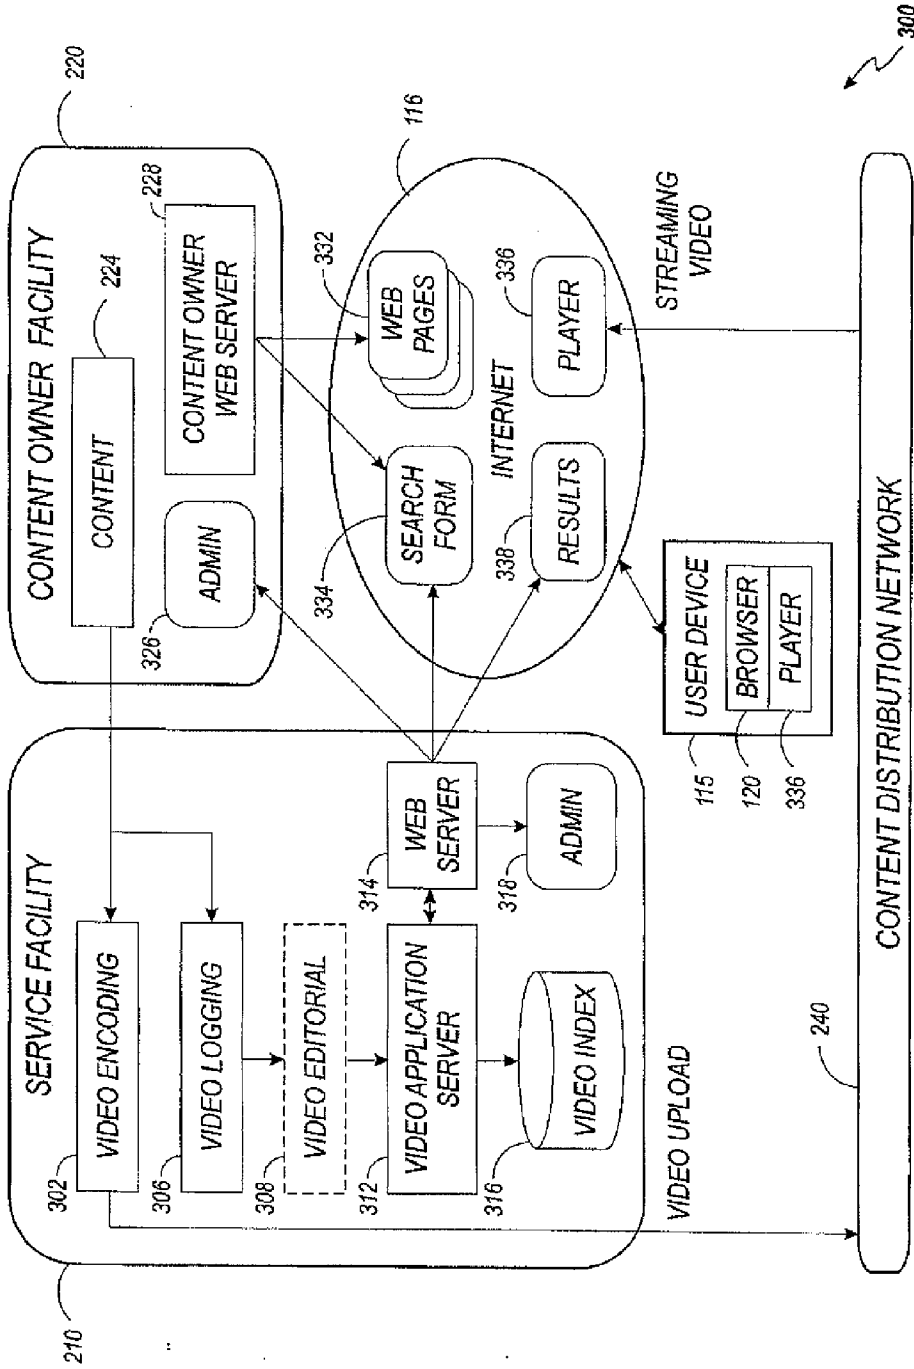 300
210
SERVICE FACILITY
302
VIDEO ENCODING
306
VIDEO LOGGING
308
VIDEO EDITORIAL
312
VIDEO APPLICATION
SERVER
314
WEB
SERVER
316
VIDEO INDEX
318
ADMIN
220
CONTENT OWNER FACILITY
224
CONTENT
326
ADMIN
228
CONTENT OWNER
WEB SERVER
116
334
SEARCH
FORM
332
WEB
PAGES
INTERNET
338
RESULTS
336
PLAYER
VIDEO UPLOAD
115
USER DEVICE
120
BROWSER
336
PLAYER
STREAMING
VIDEO
240
CONTENT DISTRIBUTION NETWORK